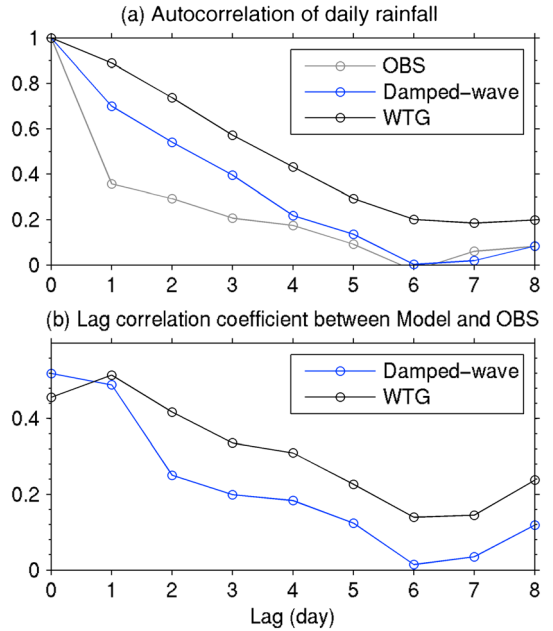 (a) Autocorrelation of daily rainfall
1
0.8
0.6
0.4
0.2
0
OBS
Damped-wave
WTG
0 1 2 3 4 5 6 7 8
(b) Lag correlation coefficient between Model and OBS
0.4
0.2
0
Damped-wave
WTG
0 1 2 3 4 5 6 7 8
Lag (day)